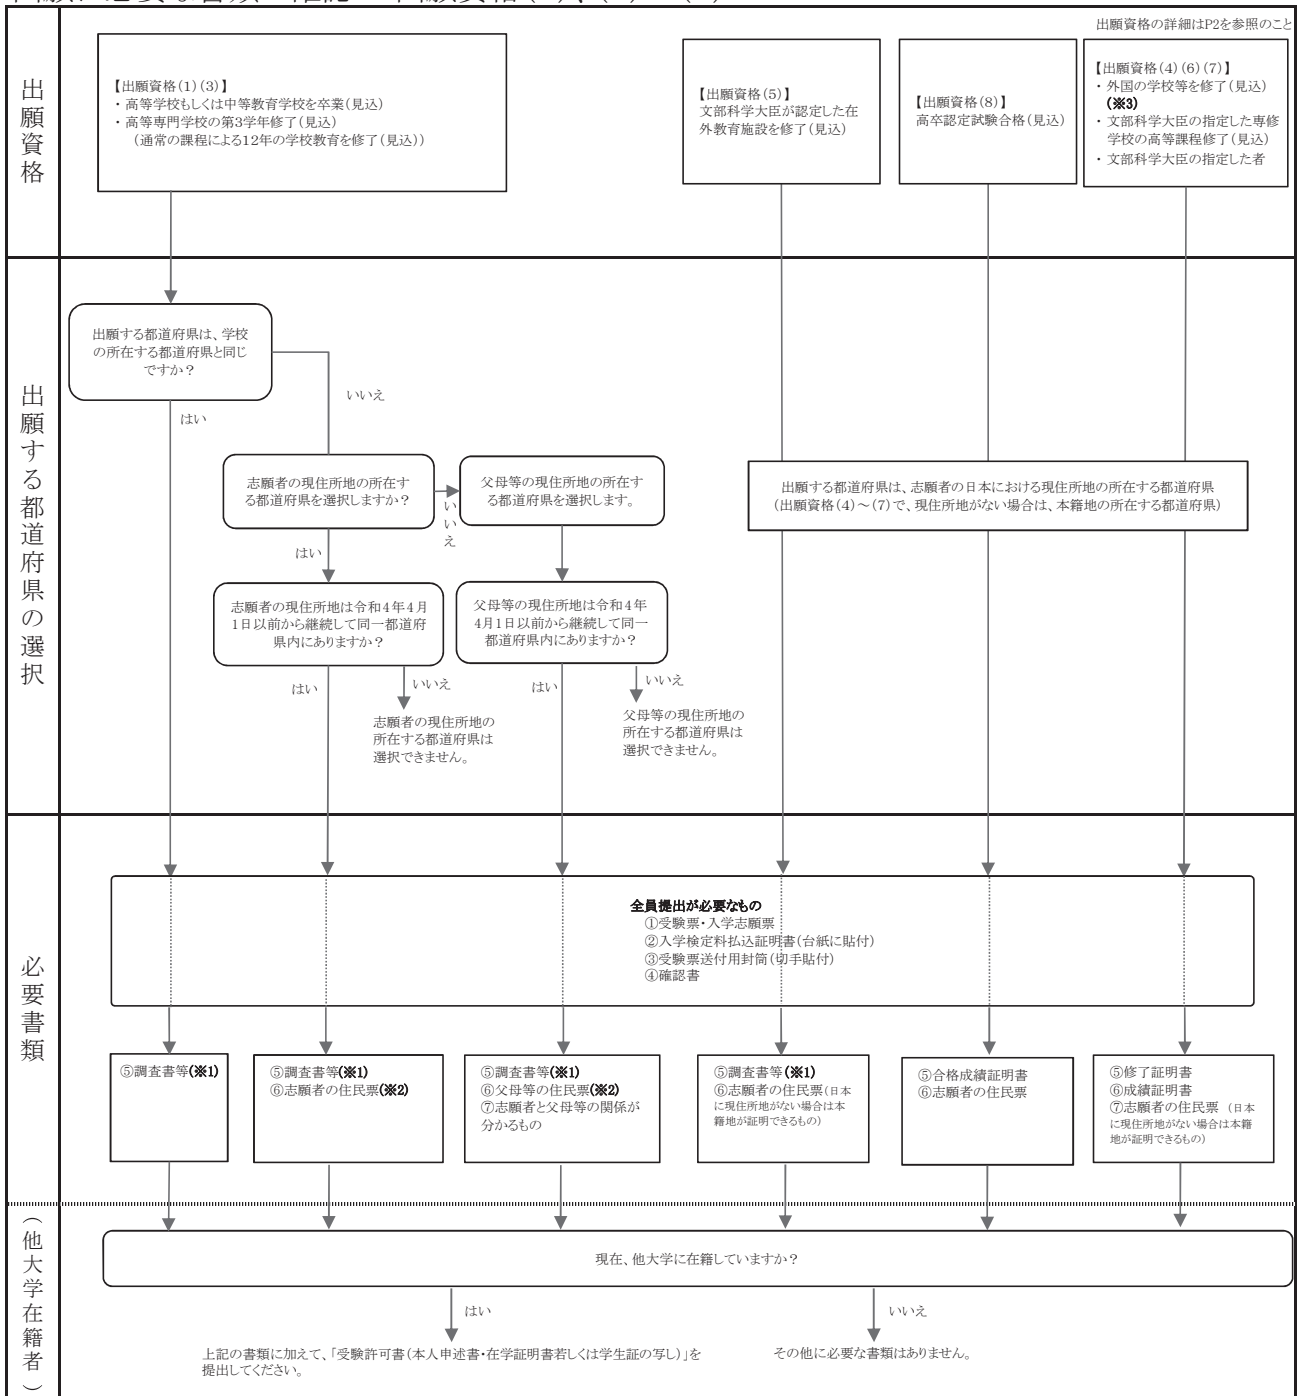 出願資格の詳細はP2を参照のこと
出願資格
【出願資格(1)(3)】
・高等学校もしくは中等教育学校を卒業(見込)
・高等専門学校の第3学年修了(見込)
(通常の課程による12年の学校教育を修了(見込))
【出願資格(5)】
文部科学大臣が認定した在
外教育施設を修了(見込)
【出願資格(8)】
高卒認定試験合格(見込)
【出願資格(4)(6)(7)】
・外国の学校等を修了(見込)
(※3)
・文部科学大臣の指定した専修
学校の高等課程修了(見込)
・文部科学大臣の指定した者
出願する都道府県の選択
出願する都道府県は、学校
の所在する都道府県と同じ
ですか?
いいえ
はい
志願者の現住所地の所在す
る都道府県を選択しますか?
いいえ
父母等の現住所地の所在す
る都道府県を選択します。
出願する都道府県は、志願者の日本における現住所地の所在する都道府県
(出願資格(4)~(7)で、現住所地がない場合は、本籍地の所在する都道府県)
はい
志願者の現住所地は令和4年4月
1日以前から継続して同一都道府
県内にありますか?
父母等の現住所地は令和4年
4月1日以前から継続して同一
都道府県内にありますか?
はい
いいえ
はい
いいえ
志願者の現住所地の
所在する都道府県は
選択できません。
父母等の現住所地の
所在する都道府県は
選択できません。
必要書類
全員提出が必要なもの
①受験票・入学志願票
②入学検定料払込証明書(台紙に貼付)
③受験票送付用封筒(切手貼付)
④確認書
⑤調査書等(※1)
⑤調査書等(※1)
⑥志願者の住民票(※2)
⑤調査書等(※1)
⑥父母等の住民票(※2)
⑦志願者と父母等の関係が
分かるもの
⑤調査書等(※1)
⑥志願者の住民票(日本
に現住所地がない場合は本
籍地が証明できるもの)
⑤合格成績証明書
⑥志願者の住民票
⑤修了証明書
⑥成績証明書
⑦志願者の住民票 (日本
に現住所地がない場合は本籍
地が証明できるもの)
(他大学在籍者)
現在、他大学に在籍していますか?
はい
いいえ
上記の書類に加えて、「受験許可書(本人申述書・在学証明書若しくは学生証の写し)」を
提出してください。
その他に必要な書類はありません。